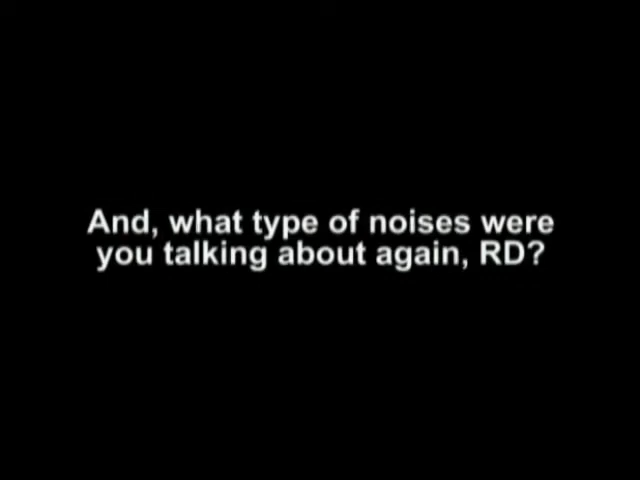 And, what type of noises were
you talking about again, RD?